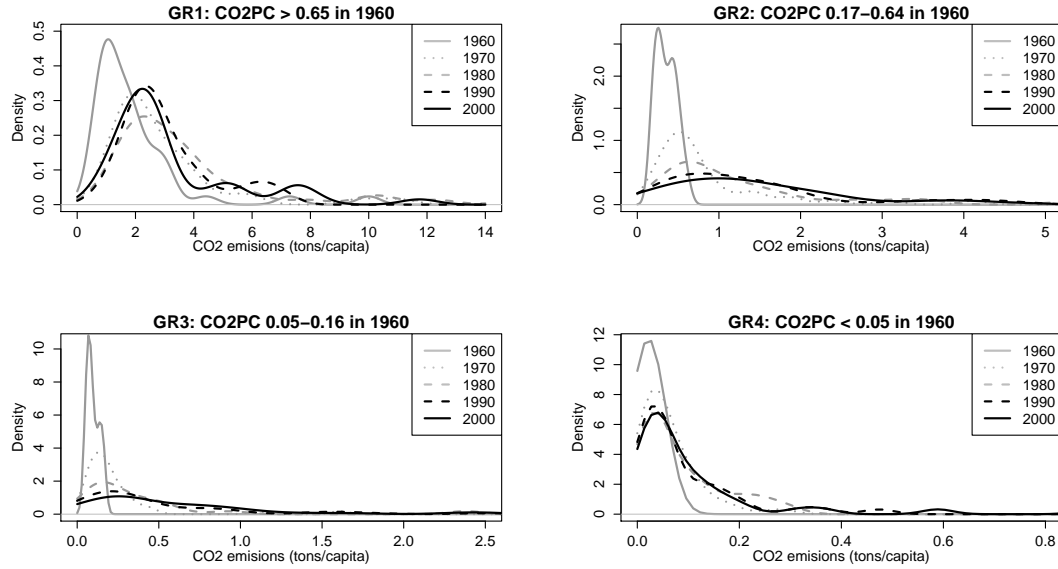 GR1: CO2PC > 0.65 in 1960
Density
0.0 0.1 0.2 0.3 0.4 0.5
1960
1970
1980
1990
2000
0 2 4 6 8 10 12 14
CO2 emisions (tons/capita)
GR2: CO2PC 0.17−0.64 in 1960
Density
0.0 1.0 2.0
1960
1970
1980
1990
2000
0 1 2 3 4 5
CO2 emissions (tons/capita)
GR3: CO2PC 0.05−0.16 in 1960
Density
0 2 4 6 8 10
1960
1970
1980
1990
2000
0.0 0.5 1.0 1.5 2.0 2.5
CO2 emissions (tons/capita)
GR4: CO2PC < 0.05 in 1960
Density
0 2 4 6 8 10 12
1960
1970
1980
1990
2000
0.0 0.2 0.4 0.6 0.8
CO2 emissions (tons/capita)